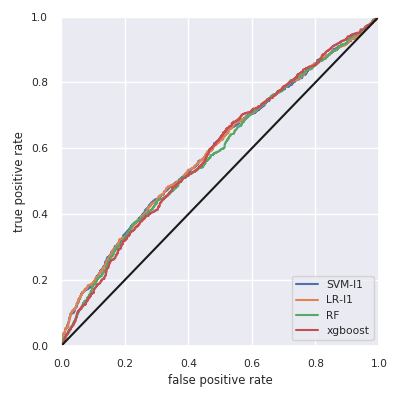 1.0
0.8
0.6
0.4
0.2
0.0
true positive rate
0.0 0.2 0.4 0.6 0.8 1.0
false positive rate
SVM-l1
LR-l1
RF
xgboost